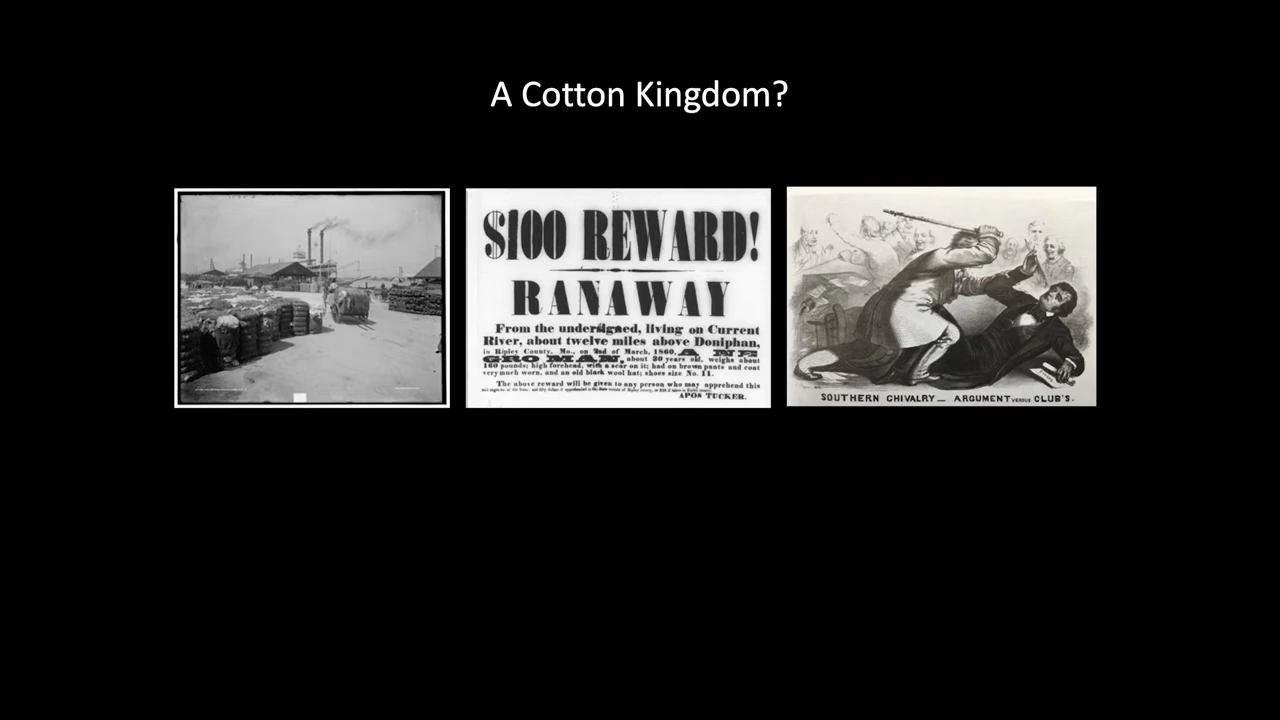 A Cotton Kingdom?
$100 REWARD!
RANAWAY
From the undersigned, living on Current
River, about twelve miles above Doniphan,
in Ripley County, Mo., on 2nd of March, 1860, A NE
GRO MAN, about 30 years old, weighs about
160 pounds; high forehead, with a scar on it; had on brown pants and coat
very much worn, and an old black wool hat; shoes size No. 11.
The above reward will be given to any person who may apprehend this
APOS TUCKER.
SOUTHERN CHIVALRY — ARGUMENT VERSUS CLUB'S.